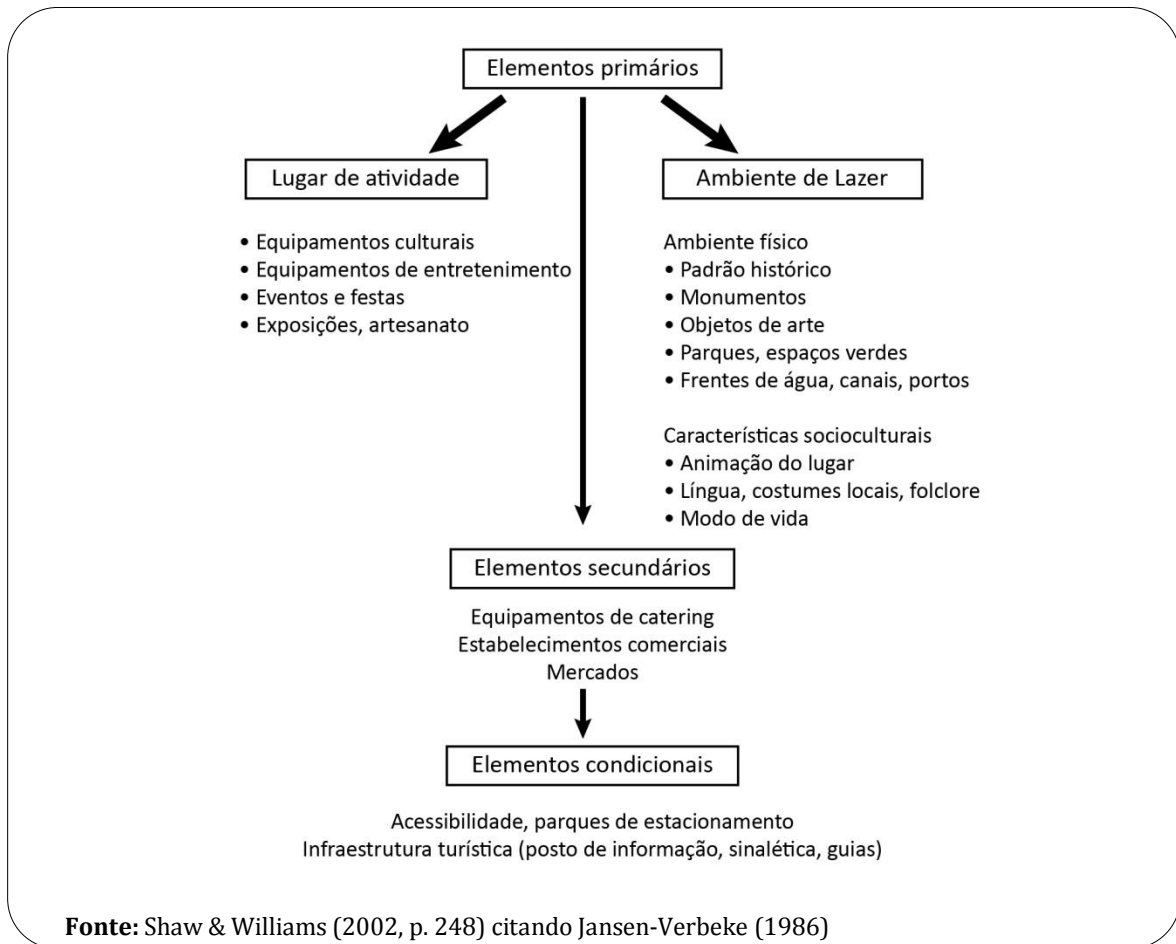 Elementos primários
Lugar de atividade
• Equipamentos culturais
• Equipamentos de entretenimento
• Eventos e festas
• Exposições, artesanato
Ambiente de Lazer
Ambiente físico
• Padrão histórico
• Monumentos
• Objetos de arte
• Parques, espaços verdes
• Frentes de água, canais, portos
Características socioculturais
• Animação do lugar
• Língua, costumes locais, folclore
• Modo de vida
Elementos secundários
Equipamentos de catering
Estabelecimentos comerciais
Mercados
Elementos condicionais
Acessibilidade, parques de estacionamento
Infraestrutura turística (posto de informação, sinalética, guias)
Fonte: Shaw & Williams (2002, p. 248) citando Jansen-Verbeke (1986)